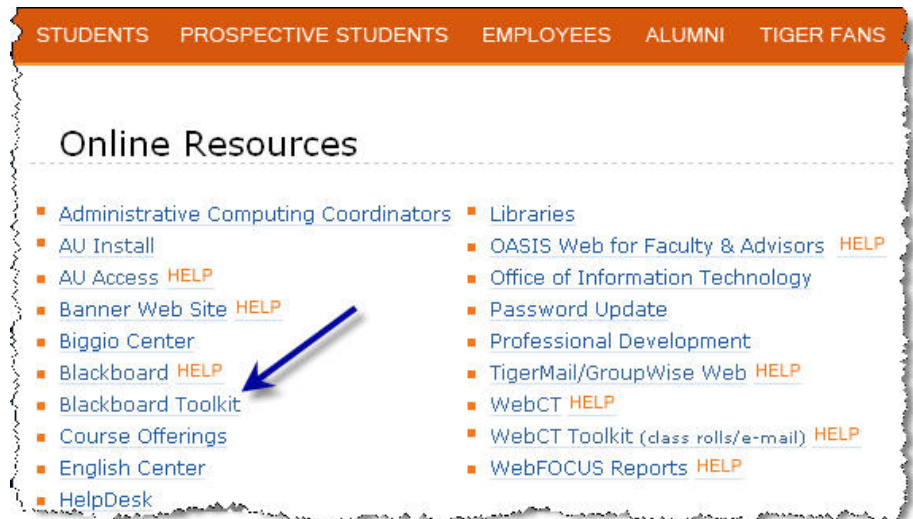 STUDENTS PROSPECTIVE STUDENTS EMPLOYEES ALUMNI TIGER FANS
Online Resources
Administrative Computing Coordinators
AU Install
AU Access HELP
Banner Web Site HELP
Biggio Center
Blackboard HELP
Blackboard Toolkit
Course Offerings
English Center
HelpDesk
Libraries
OASIS Web for Faculty & Advisors HELP
Office of Information Technology
Password Update
Professional Development
TigerMail/GroupWise Web HELP
WebCT HELP
WebCT Toolkit (class rolls/e-mail) HELP
WebFOCUS Reports HELP